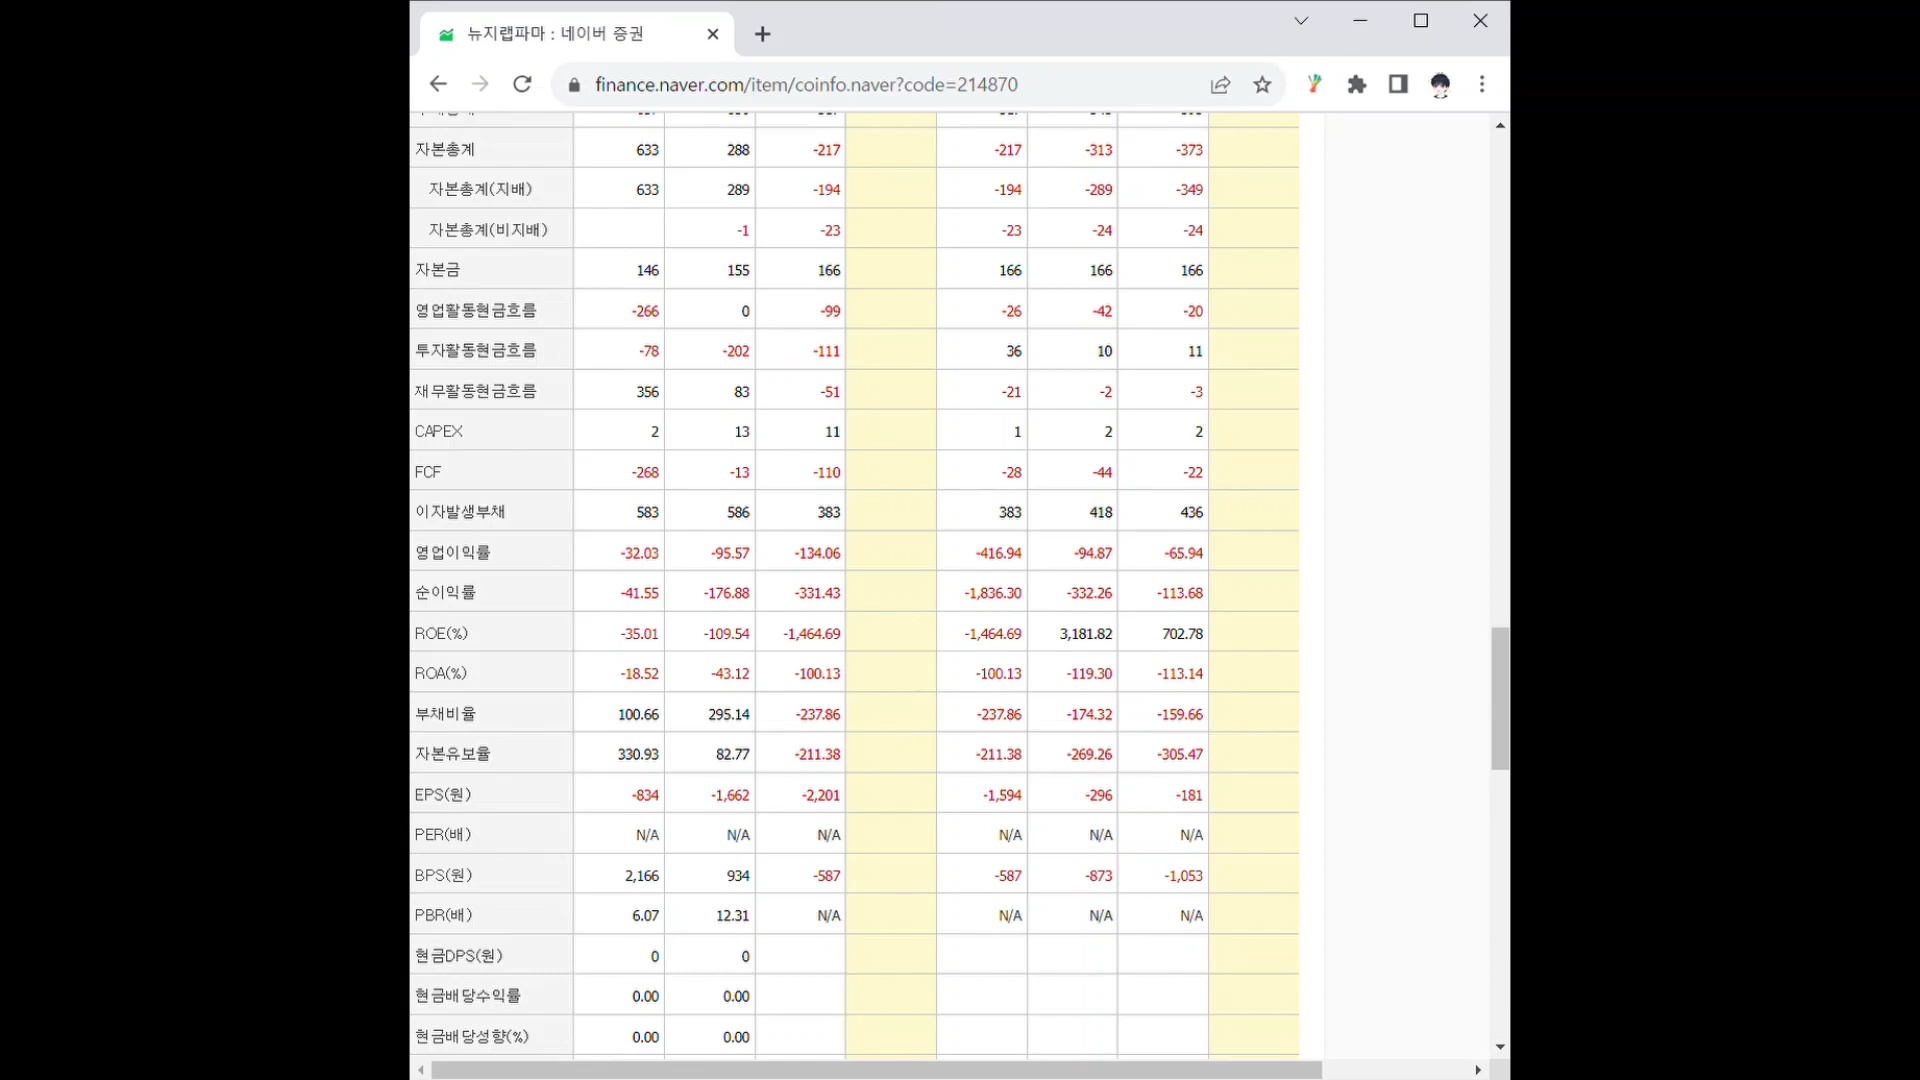 뉴지랩파마 : 네이버 증권
finance.naver.com/item/coinfo.naver?code=214870
자본총계 633 288 -217 -217 -313 -373
자본총계(지배) 633 289 -194 -194 -289 -349
자본총계(비지배) -1 -23 -23 -24 -24
자본금 146 155 166 166 166 166
영업활동현금흐름 -266 0 -99 -26 -42 -20
투자활동현금흐름 -78 -202 -111 36 10 11
재무활동현금흐름 356 83 -51 -21 -2 -3
CAPEX 2 13 11 1 2 2
FCF -268 -13 -110 -28 -44 -22
이자발생부채 583 586 383 383 418 436
영업이익률 -32.03 -95.57 -134.06 -416.94 -94.87 -65.94
순이익률 -41.55 -176.88 -331.43 -1,836.30 -332.26 -113.68
ROE(%) -35.01 -109.54 -1,464.69 -1,464.69 3,181.82 702.78
ROA(%) -18.52 -43.12 -100.13 -100.13 -119.30 -113.14
부채비율 100.66 295.14 -237.86 -237.86 -174.32 -159.66
자본유보율 330.93 82.77 -211.38 -211.38 -269.26 -305.47
EPS(원) -834 -1,662 -2,201 -1,594 -296 -181
PER(배) N/A N/A N/A N/A N/A N/A
BPS(원) 2,166 934 -587 -587 -873 -1,053
PBR(배) 6.07 12.31 N/A N/A N/A N/A
현금DPS(원) 0 0
현금배당수익률 0.00 0.00
현금배당성향(%) 0.00 0.00